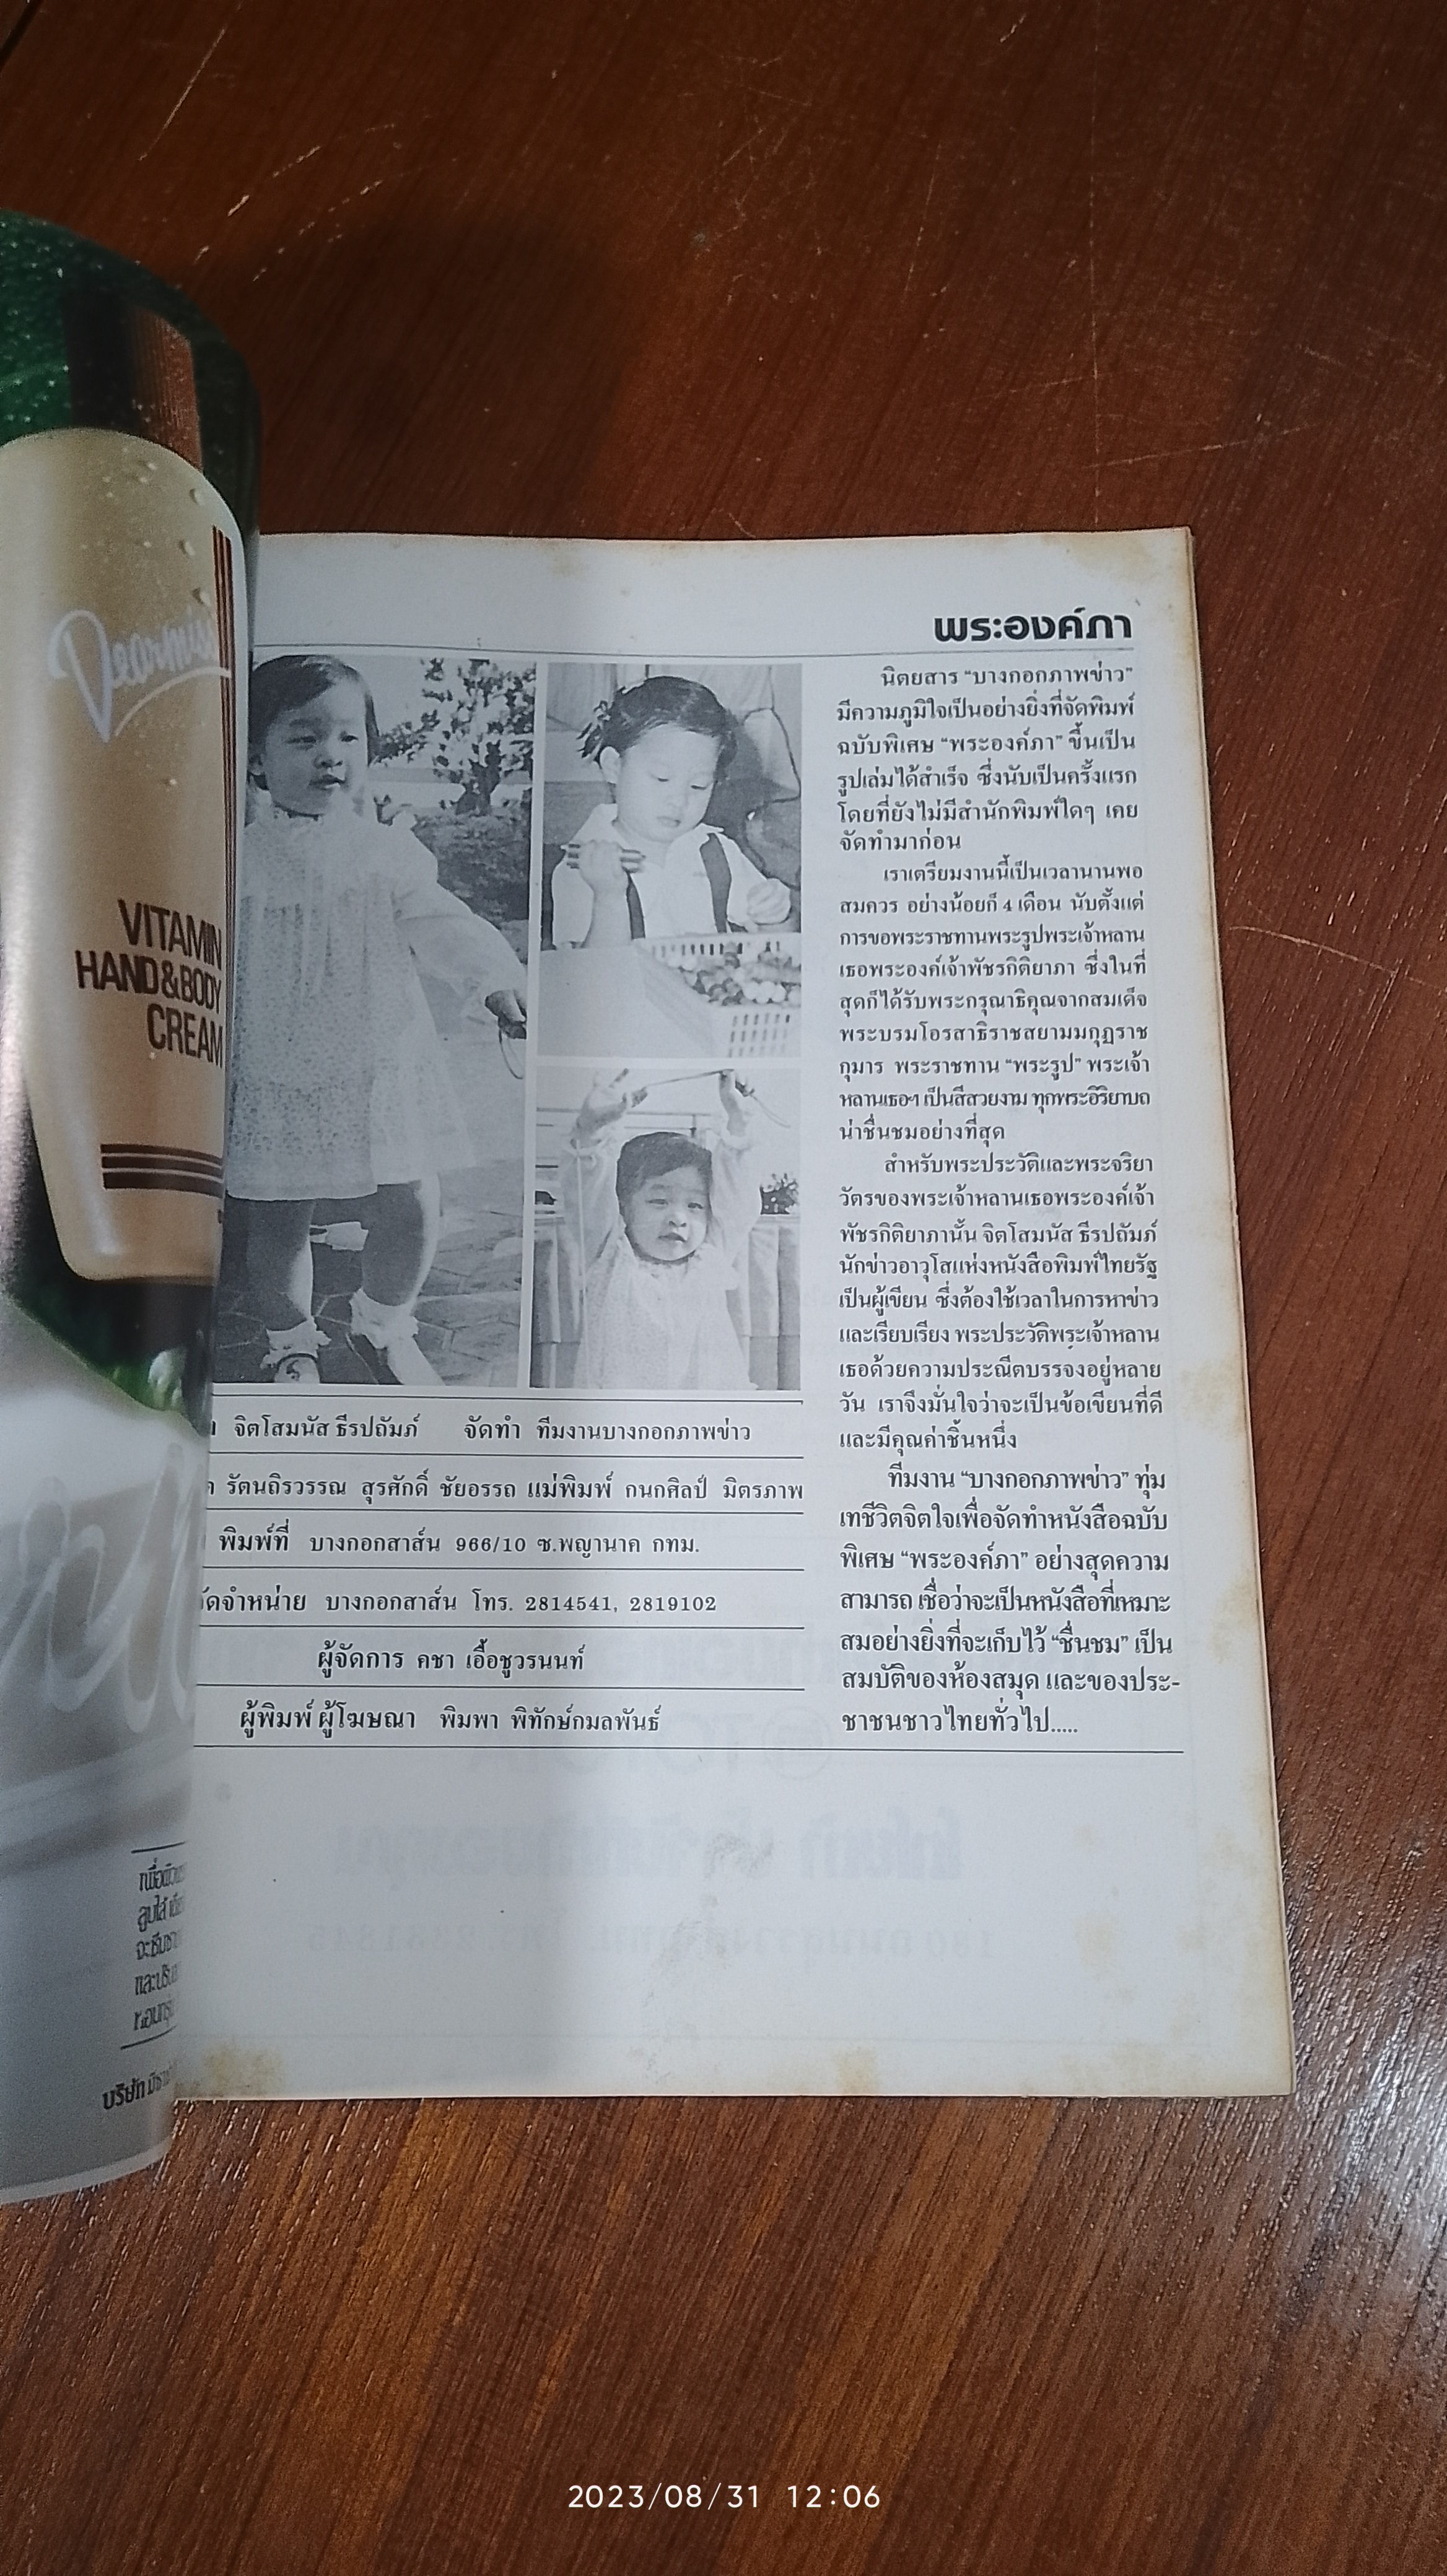 Dearmiss
VITAMIN
HAND & BODY
CREAM
บริษัท
พระองค์ภา
นิตยสาร “บางกอกภาพข่าว”
มีความภูมิใจเป็นอย่างยิ่งที่จัดพิมพ์
ฉบับพิเศษ “พระองค์ภา” ขึ้นเป็น
รูปเล่มได้สำเร็จ ซึ่งนับเป็นครั้งแรก
โดยที่ยังไม่มีสำนักพิมพ์ใดๆ เคย
จัดทำมาก่อน
เราเตรียมงานนี้เป็นเวลานานพอ
สมควร อย่างน้อยก็ 4 เดือน นับตั้งแต่
การขอพระราชทานพระรูปพระเจ้าหลาน
เธอพระองค์เจ้าพัชรกิติยาภา ซึ่งในที่
สุดก็ได้รับพระกรุณาธิคุณจากสมเด็จ
พระบรมโอรสาธิราชสยามมกุฎราช
กุมาร พระราชทาน “พระรูป” พระเจ้า
หลานเธอฯ เป็นสีสวยงาม ทุกพระอิริยาบถ
น่าชื่นชมอย่างที่สุด
สำหรับพระประวัติและพระจริยา
วัตรของพระเจ้าหลานเธอพระองค์เจ้า
พัชรกิติยาภานั้น จิตโสมนัส ธีรปถัมภ์
นักข่าวอาวุโสแห่งหนังสือพิมพ์ไทยรัฐ
เป็นผู้เขียน ซึ่งต้องใช้เวลาในการหาข่าว
และเรียบเรียง พระประวัติพระเจ้าหลาน
เธอด้วยความประณีตบรรจงอยู่หลาย
วัน เราจึงมั่นใจว่าจะเป็นข้อเขียนที่ดี
และมีคุณค่าชิ้นหนึ่ง
ทีมงาน “บางกอกภาพข่าว” ทุ่ม
เทชีวิตจิตใจเพื่อจัดทำหนังสือฉบับ
พิเศษ “พระองค์ภา” อย่างสุดความ
สามารถ เชื่อว่าจะเป็นหนังสือที่เหมาะ
สมอย่างยิ่งที่จะเก็บไว้ “ชื่นชม” เป็น
สมบัติของห้องสมุด และของประ-
ชาชนชาวไทยทั่วไป.....
จิตโสมนัส ธีรปถัมภ์ จัดทำ ทีมงานบางกอกภาพข่าว
รัตนถิรวรรณ สุรศักดิ์ ชัยอรรถ แม่พิมพ์ กนกศิลป์ มิตรภาพ
พิมพ์ที่ บางกอกสาส์น 966/10 ซ.พญานาค กทม.
จัดจำหน่าย บางกอกสาส์น โทร. 2814541, 2819102
ผู้จัดการ คชา เอื้อชูวรนนท์
ผู้พิมพ์ ผู้โฆษณา พิมพา พิทักษ์กมลพันธ์
2023/08/31 12:06